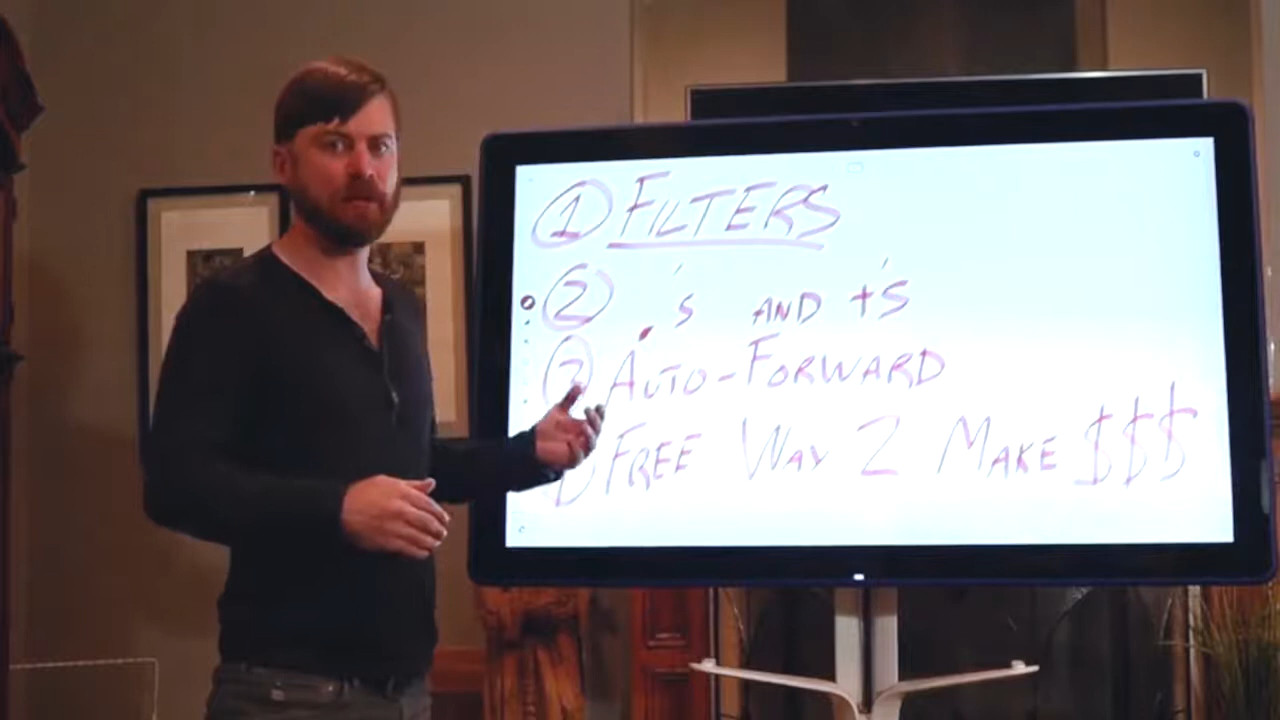 ① FILTERS
② .'s AND +'s
③ AUTO-FORWARD
FREE WAY 2 MAKE $$$